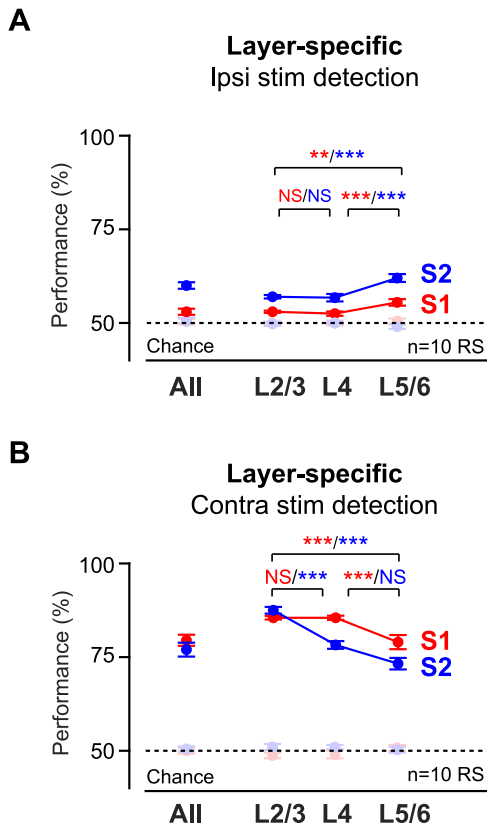 A
Layer-specific
Ipsi stim detection
Performance (%)
100
75
50
**/***
NS/NS
***/***
S2
S1
Chance
n=10 RS
All
L2/3
L4
L5/6
B
Layer-specific
Contra stim detection
Performance (%)
100
75
50
***/***
NS/***
***/NS
S1
S2
Chance
n=10 RS
All
L2/3
L4
L5/6